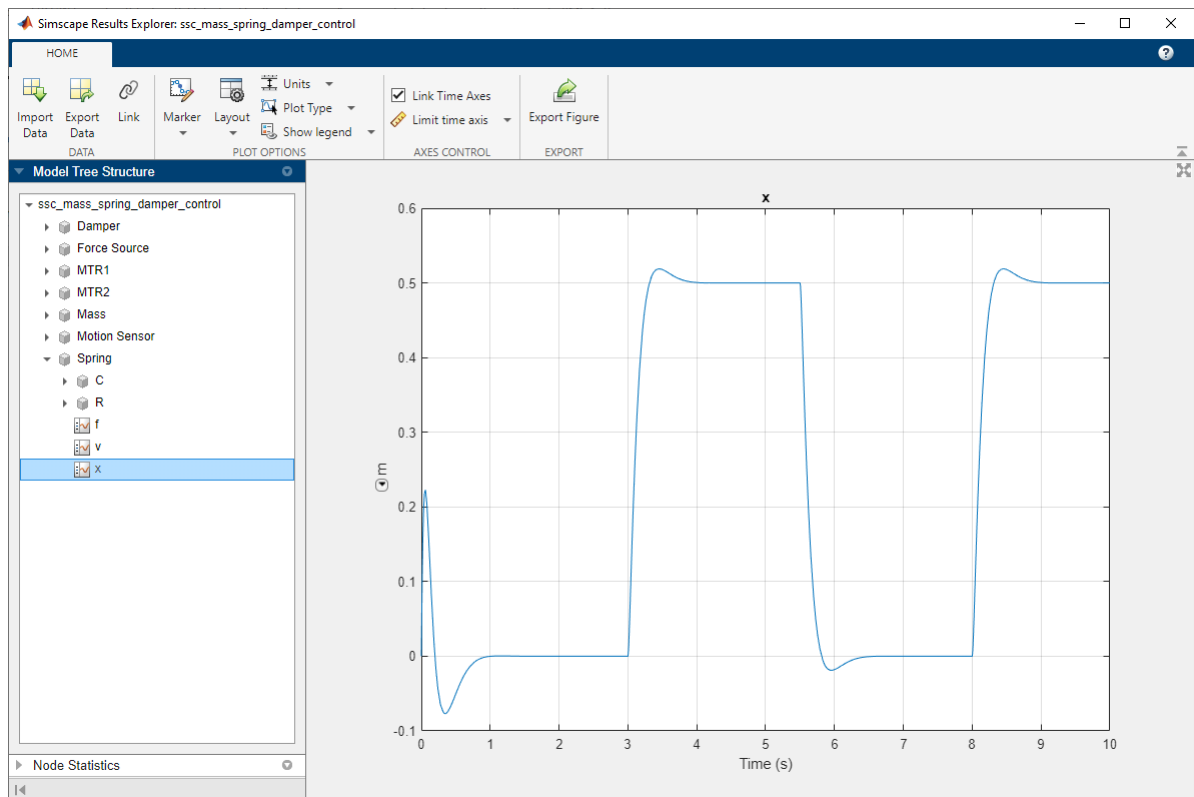 Simscape Results Explorer: ssc_mass_spring_damper_control
HOME
?
Import Data
Export Data
Link
Marker
Layout
Units
Plot Type
Show legend
Link Time Axes
Limit time axis
Export Figure
DATA
PLOT OPTIONS
AXES CONTROL
EXPORT
Model Tree Structure
ssc_mass_spring_damper_control
Damper
Force Source
MTR1
MTR2
Mass
Motion Sensor
Spring
C
R
f
v
x
Node Statistics
x
0.6
0.5
0.4
0.3
0.2
0.1
0
-0.1
m
0 1 2 3 4 5 6 7 8 9 10
Time (s)